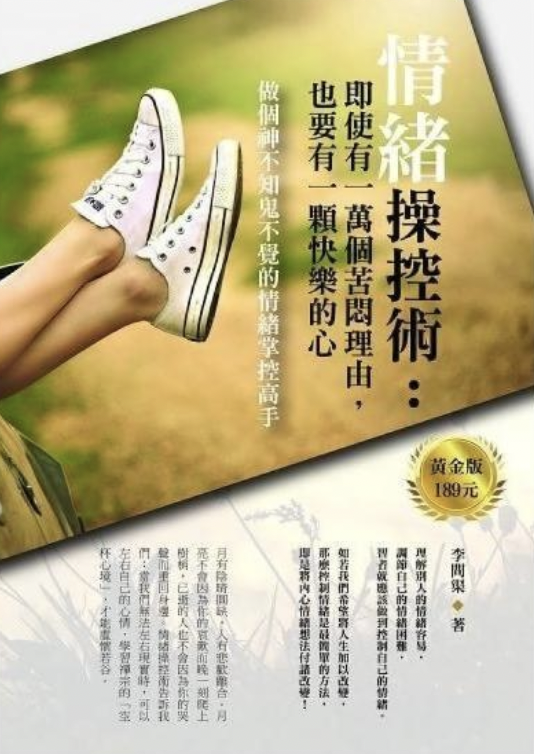 情緒操控術：
即使有一萬個苦悶理由，
也要有一顆快樂的心
做個神不知鬼不覺的情緒掌控高手
黃金版
189元
李問渠◆著
理解別人的情緒容易，
調節自己的情緒困難，
智者就應該做到控制自己的情緒。
如若我們希望將人生加以改變，
那麼控制情緒是最簡單的方法，
即是將內心情緒想法付諸改變！
月有陰晴圓缺，人有悲歡離合，月
亮不會因為你的哀歎而晚一刻爬上
樹梢，已逝的人也不會因為你的哭
聲而重回身邊。情緒操控術告訴我
們：當我們無法左右現實時，可以
左右自己的心情，學習禪宗的「空
杯心境」，才能虛懷若谷。